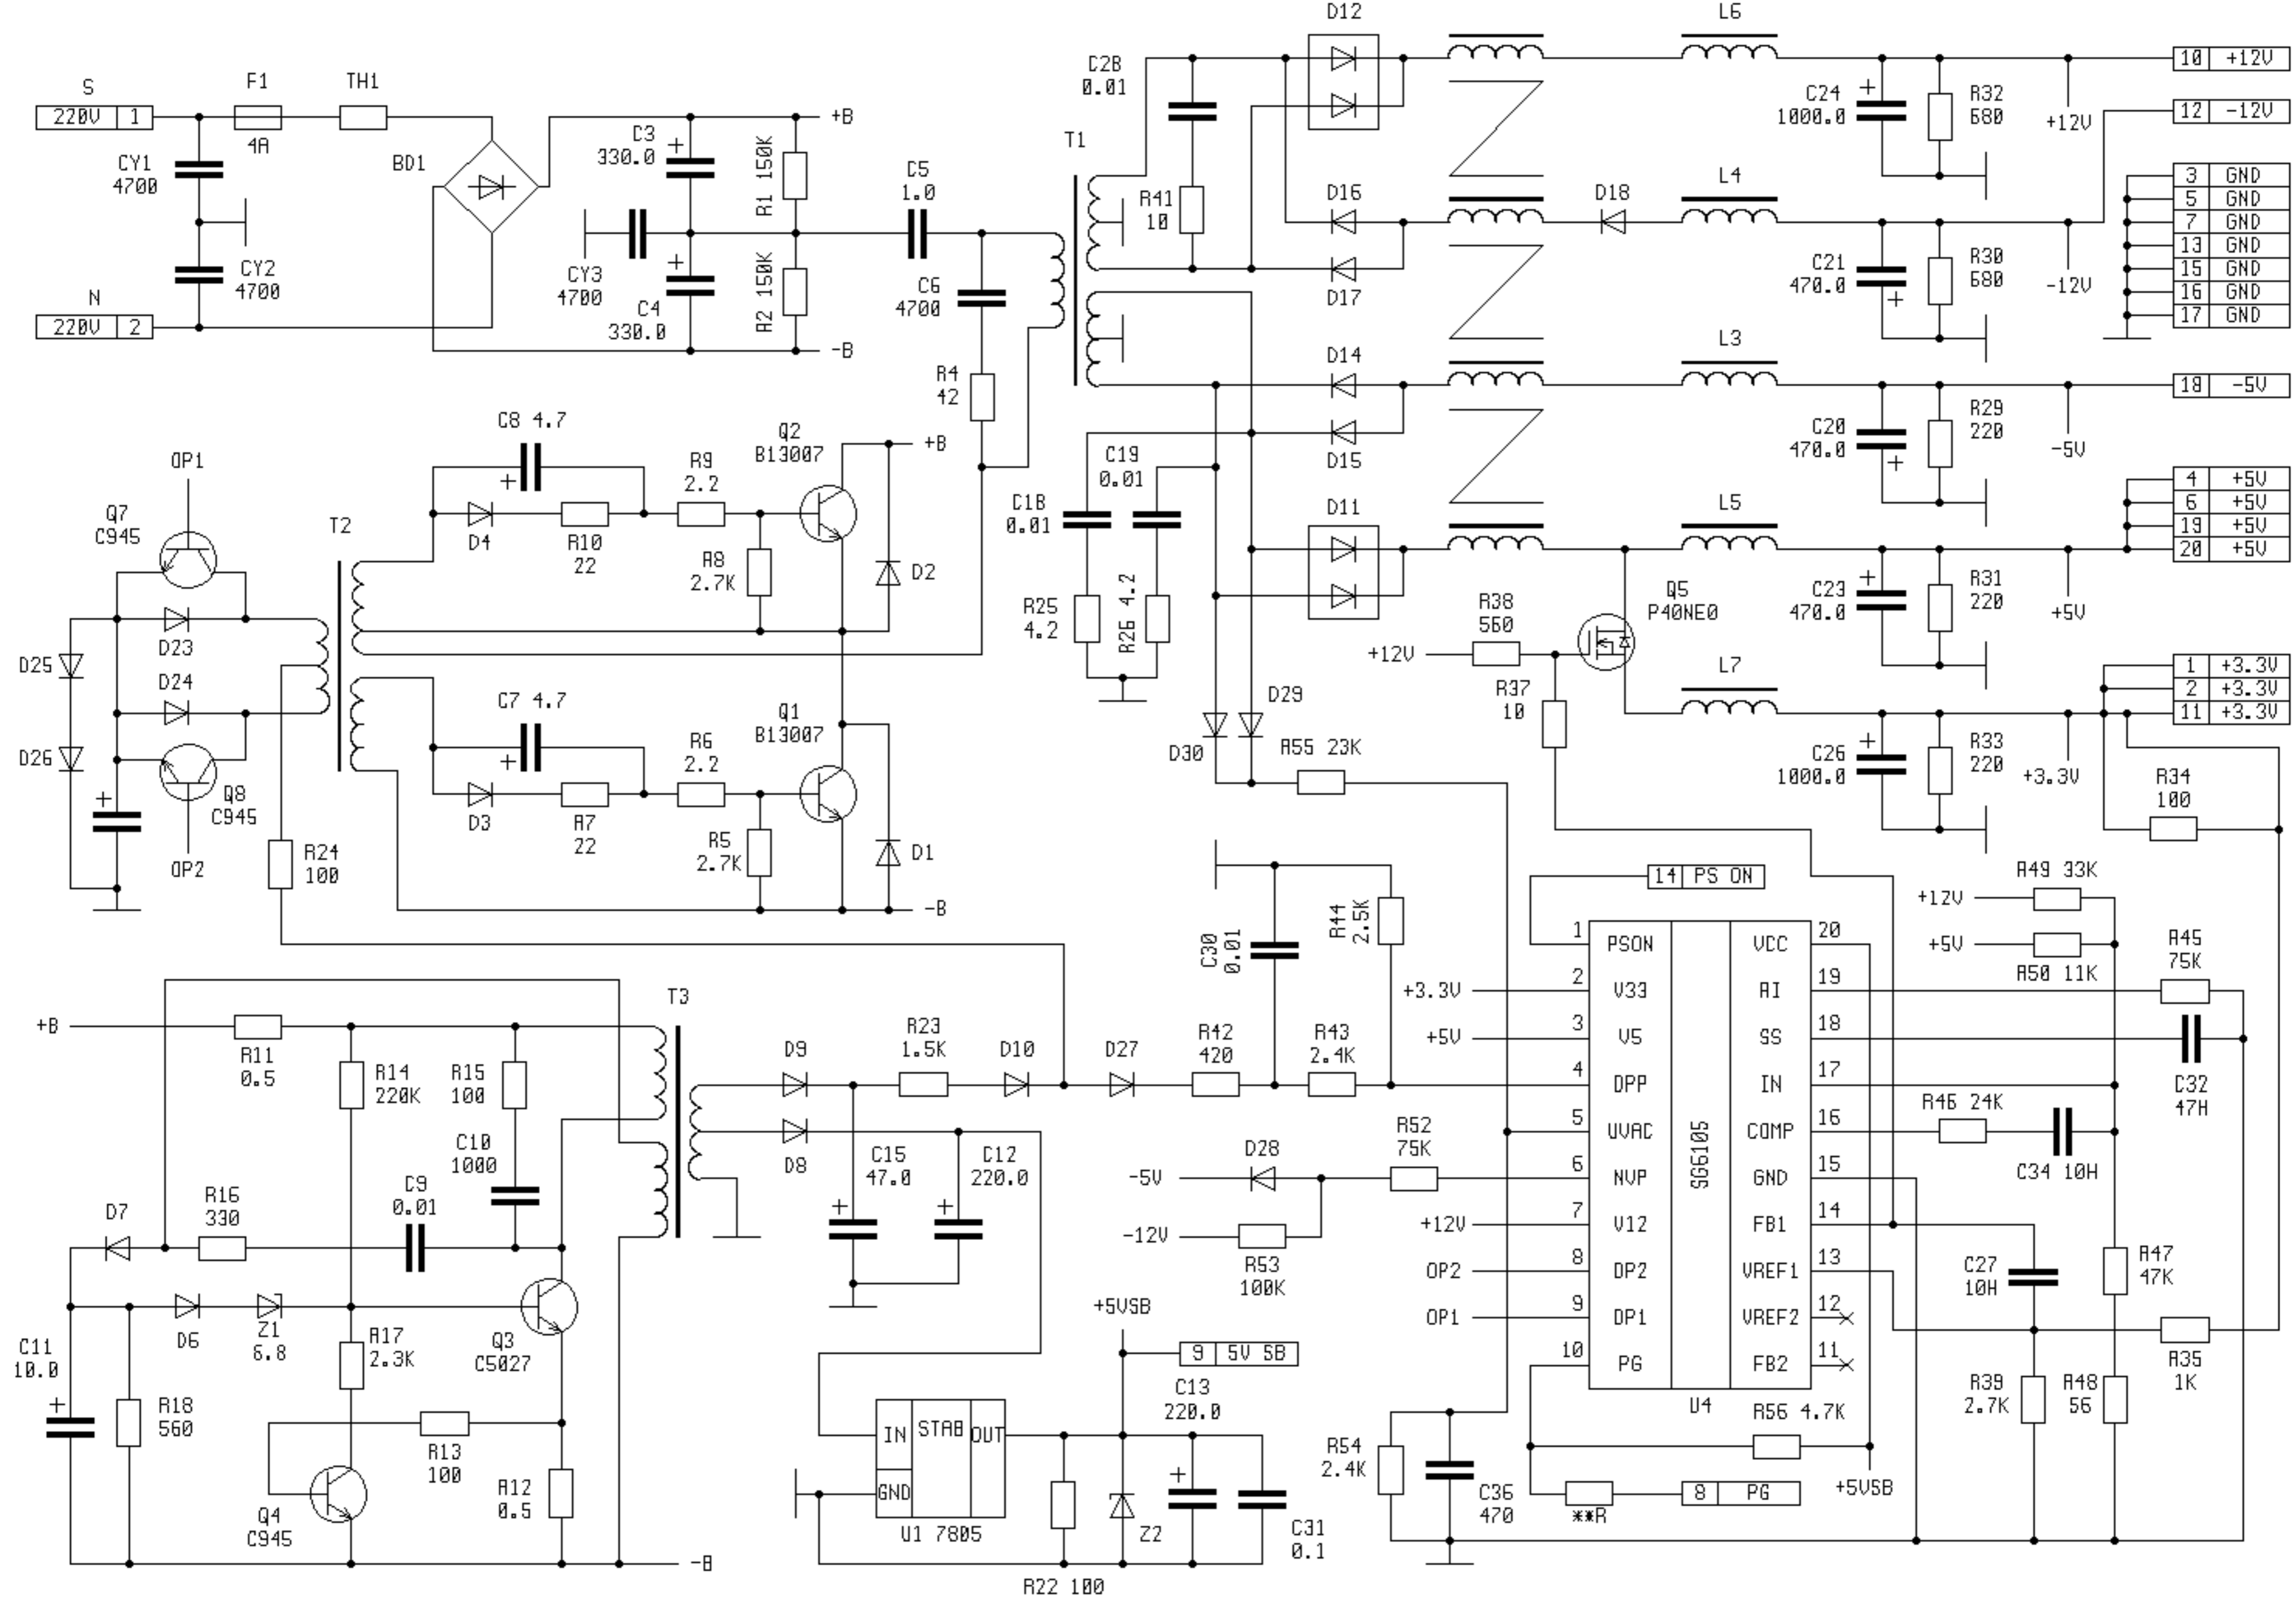 D12
L6
C28
0.01
10 +12V
S
F1
TH1
220V 1
4A
CY1
4700
BD1
C3
330.0
+B
R1 150K
C5
1.0
T1
C24
1000.0
R32
680
+12V
12 -12V
3 GND
5 GND
7 GND
13 GND
15 GND
16 GND
17 GND
R41
10
D16
D18
L4
D17
C21
470.0
R30
680
-12V
CY2
4700
CY3
4700
C4
330.0
R2 150K
C6
4700
N
220V 2
-B
R4
42
D14
L3
18 -5V
D15
C20
470.0
R29
220
-5V
C8 4.7
Q2
B13007
+B
OP1
Q7
C945
T2
R9
2.2
C19
0.01
C18
0.01
D11
L5
4 +5V
6 +5V
19 +5V
20 +5V
D4
R10
22
R8
2.7K
D2
R25
4.2
R26 4.2
R38
560
Q5
P40NE0
C23
470.0
R31
220
+5V
+12V
D25
D23
D24
D26
C7 4.7
Q1
B13007
R6
2.2
D29
D30
R55 23K
R37
10
L7
1 +3.3V
2 +3.3V
11 +3.3V
C26
1000.0
R33
220
+3.3V
R34
100
Q8
C945
OP2
R24
100
D3
R7
22
R5
2.7K
D1
-B
14 PS ON
R49 33K
+12V
+5V
R50 11K
R45
75K
C30
0.01
R44
2.5K
1 PSON VCC 20
2 V33 RI 19
3 V5 SS 18
4 OPP IN 17
5 UVAC COMP 16
6 NVP GND 15
7 V12 FB1 14
8 OP2 VREF1 13
9 OP1 VREF2 12
10 PG FB2 11
SG6105
U4
+3.3V
+5V
C32
47H
R46 24K
C34 10H
T3
+B
R11
0.5
R14
220K
R15
100
C10
1000
D9
R23
1.5K
D10
D27
R42
420
R43
2.4K
D8
C15
47.0
C12
220.0
D28
R52
75K
-5V
-12V
R53
100K
+12V
OP2
OP1
C27
10H
R47
47K
D7
R16
330
C9
0.01
D6
Z1
6.8
R17
2.3K
Q3
C5027
+5VSB
9 5V SB
C11
10.0
R18
560
R13
100
R12
0.5
Q4
C945
-B
IN STAB OUT
GND
U1 7805
C13
220.0
Z2
C31
0.1
R22 100
R54
2.4K
C36
470
R56 4.7K
**R
8 PG
+5VSB
R39
2.7K
R48
56
R35
1K